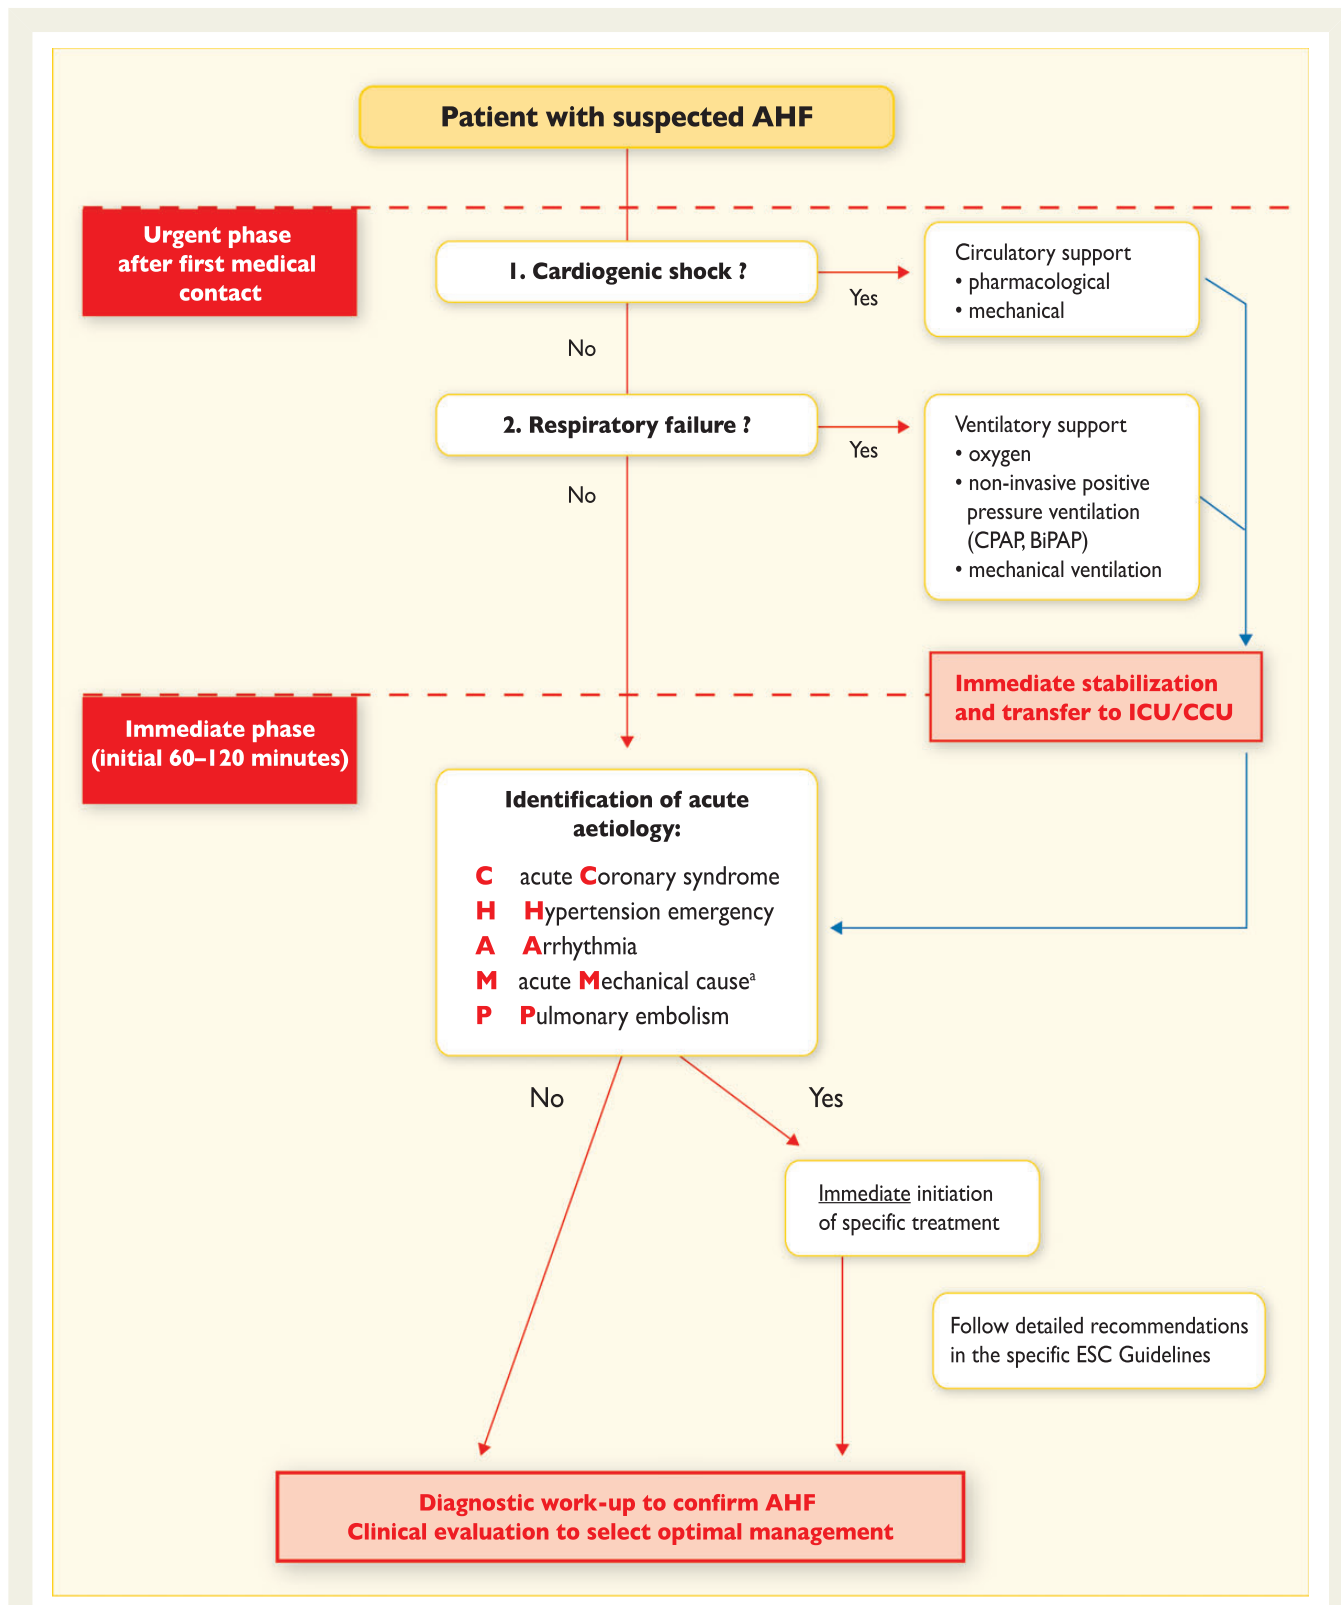 Patient with suspected AHF
Urgent phase
after first medical
contact
1. Cardiogenic shock ?
Yes
Circulatory support
• pharmacological
• mechanical
No
2. Respiratory failure ?
Yes
Ventilatory support
• oxygen
• non-invasive positive
pressure ventilation
(CPAP, BiPAP)
• mechanical ventilation
No
Immediate stabilization
and transfer to ICU/CCU
Immediate phase
(initial 60–120 minutes)
Identification of acute
aetiology:
C acute Coronary syndrome
H Hypertension emergency
A Arrhythmia
M acute Mechanical causeᵃ
P Pulmonary embolism
No
Yes
Immediate initiation
of specific treatment
Follow detailed recommendations
in the specific ESC Guidelines
Diagnostic work-up to confirm AHF
Clinical evaluation to select optimal management